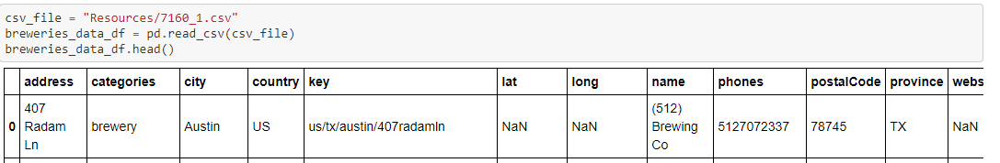 csv_file = "Resources/7160_1.csv"
breweries_data_df = pd.read_csv(csv_file)
breweries_data_df.head()
address categories city country key lat long name phones postalCode province webs
0 407 Radam Ln brewery Austin US us/tx/austin/407radamln NaN NaN (512) Brewing Co 5127072337 78745 TX NaN